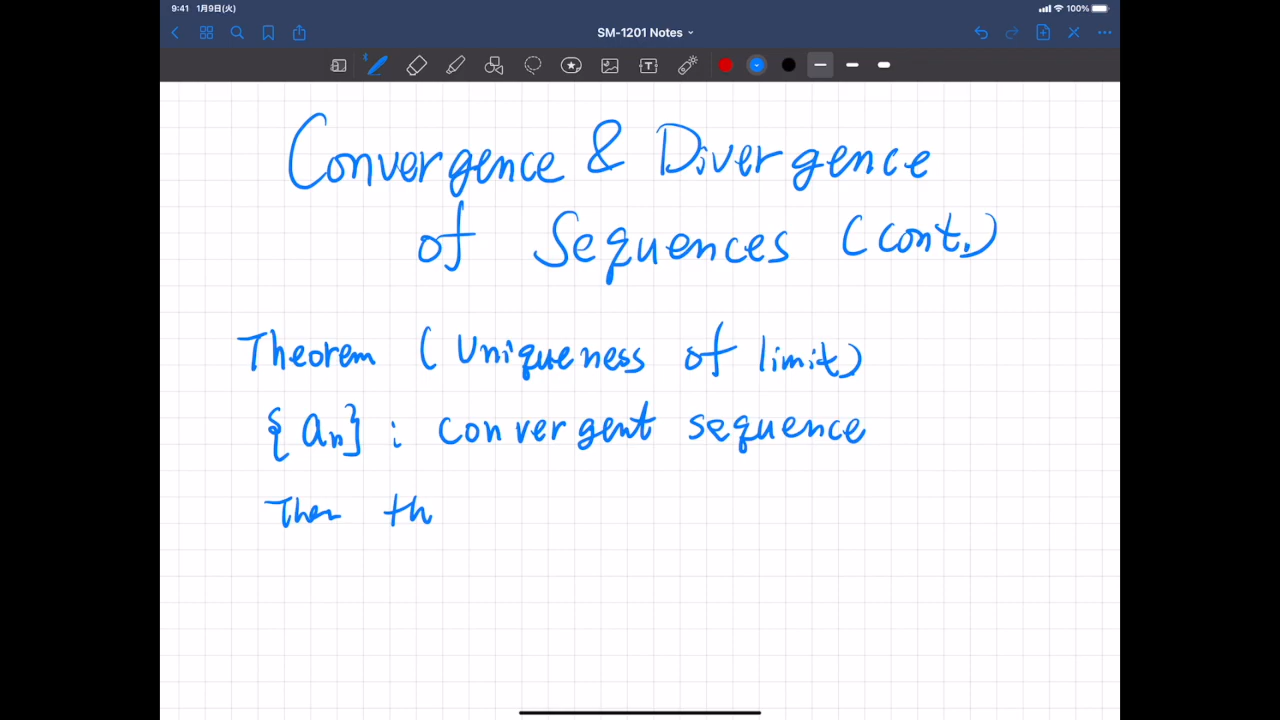 9:41 1月9日(火) 100%
SM-1201 Notes
Convergence & Divergence
of Sequences (cont.)
Theorem (Uniqueness of limit)
{an} : convergent sequence
Then th